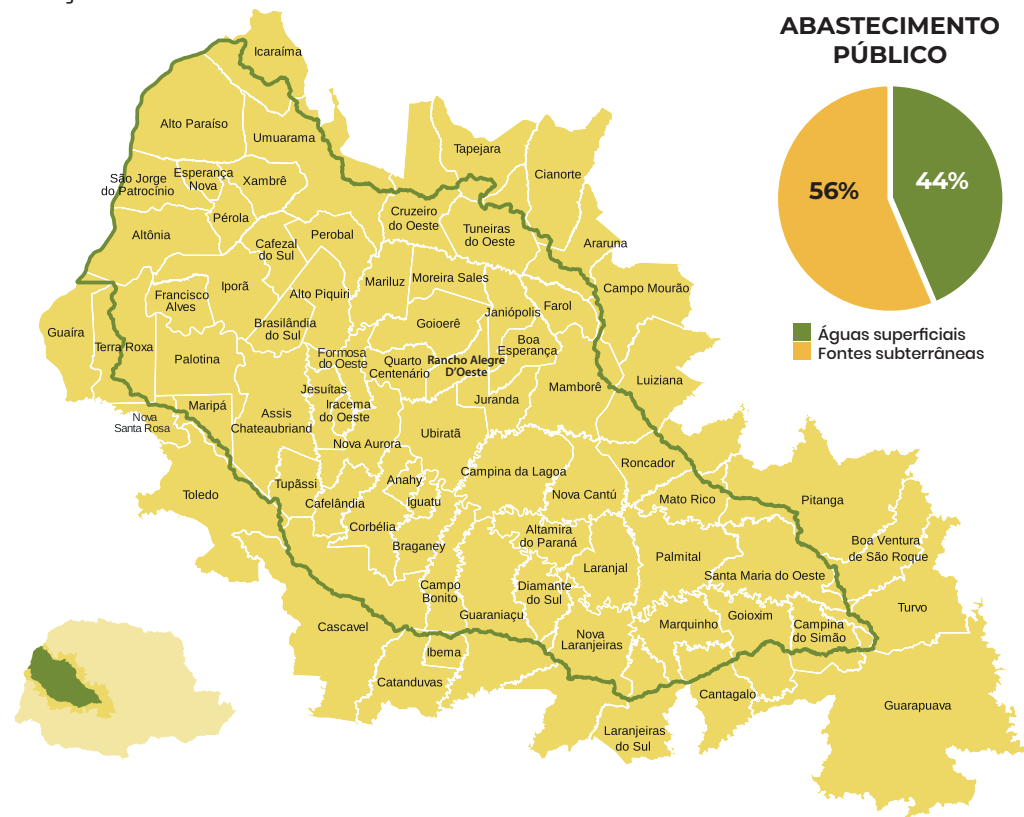 ABASTECIMENTO
PÚBLICO
56%
44%
Águas superficiais
Fontes subterrâneas
Icaraíma
Alto Paraíso
Umuarama
Tapejara
Cianorte
São Jorge
do Patrocínio
Esperança
Nova
Xambrê
Pérola
Cruzeiro
do Oeste
Tuneiras
do Oeste
Altônia
Perobal
Cafezal
do Sul
Araruna
Mariluz
Moreira Sales
Campo Mourão
Iporã
Francisco
Alves
Alto Piquiri
Janiópolis
Farol
Goioerê
Brasilândia
do Sul
Guaíra
Terra Roxa
Palotina
Boa
Esperança
Formosa
do Oeste
Quarto
Centenário
Rancho Alegre
D'Oeste
Mamborê
Luiziana
Jesuítas
Juranda
Maripá
Iracema
do Oeste
Nova
Santa Rosa
Assis
Chateaubriand
Nova Aurora
Ubiratã
Roncador
Campina da Lagoa
Toledo
Tupãssi
Anahy
Nova Cantú
Mato Rico
Pitanga
Cafelândia
Iguatu
Corbélia
Braganey
Altamira
do Paraná
Boa Ventura
de São Roque
Palmital
Laranjal
Santa Maria do Oeste
Campo
Bonito
Diamante
do Sul
Turvo
Guaraniaçu
Goioxim
Cascavel
Marquinho
Campina
do Simão
Nova
Laranjeiras
Ibema
Catanduvas
Cantagalo
Guarapuava
Laranjeiras
do Sul